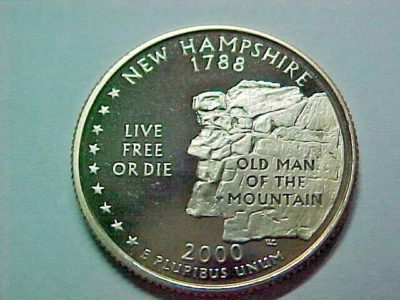 NEW HAMPSHIRE
1788
LIVE
FREE
OR DIE
OLD MAN
OF THE
MOUNTAIN
2000
E PLURIBUS UNUM